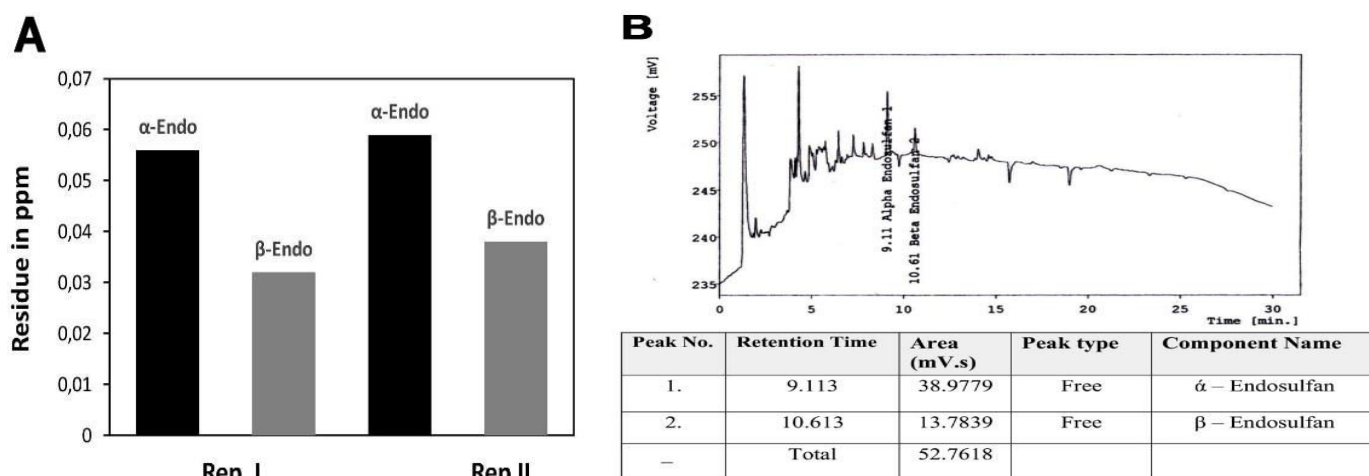 A
Residue in ppm
0,07
0,06
0,05
0,04
0,03
0,02
0,01
0
α-Endo
β-Endo
α-Endo
β-Endo
Rep. I
Rep.II
B
Voltage [mV]
255
250
245
240
235
9.11 Alpha Endosulfan-1
10.61 Beta Endosulfan-2
0 5 10 15 20 25 30
Time [min.]
Peak No. Retention Time Area (mV.s) Peak type Component Name
1. 9.113 38.9779 Free ά – Endosulfan
2. 10.613 13.7839 Free β – Endosulfan
– Total 52.7618